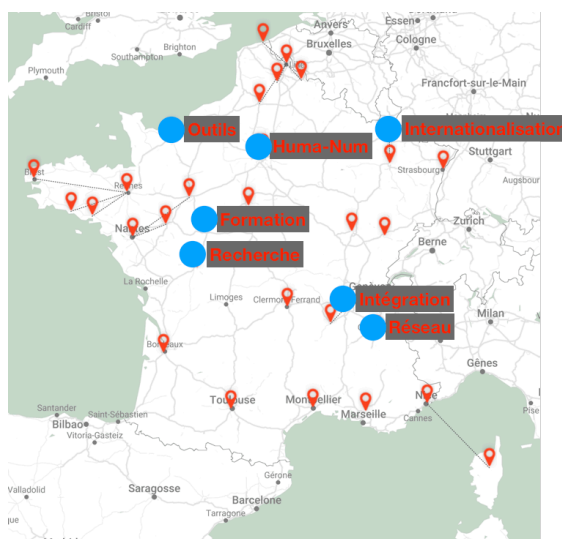 Bristol
Cardiff
Southampton
Brighton
Plymouth
Anvers
Bruxelles
Essen
Cologne
Francfort-sur-le-Main
Outils
Huma-Num
Internationalisation
Stuttgart
Strasbourg
Augsbourg
Brest
Rennes
Nantes
Formation
Zurich
Berne
Recherche
La Rochelle
Limoges
Clermont-Ferrand
Genève
Intégration
Réseau
Milan
Bordeaux
Gênes
Toulouse
Montpellier
Marseille
Nice
Cannes
Pise
Santander
Saint-Sébastien
Bilbao
Vitoria-Gasteiz
Gérone
Valladolid
Saragosse
Barcelone
Tarragone